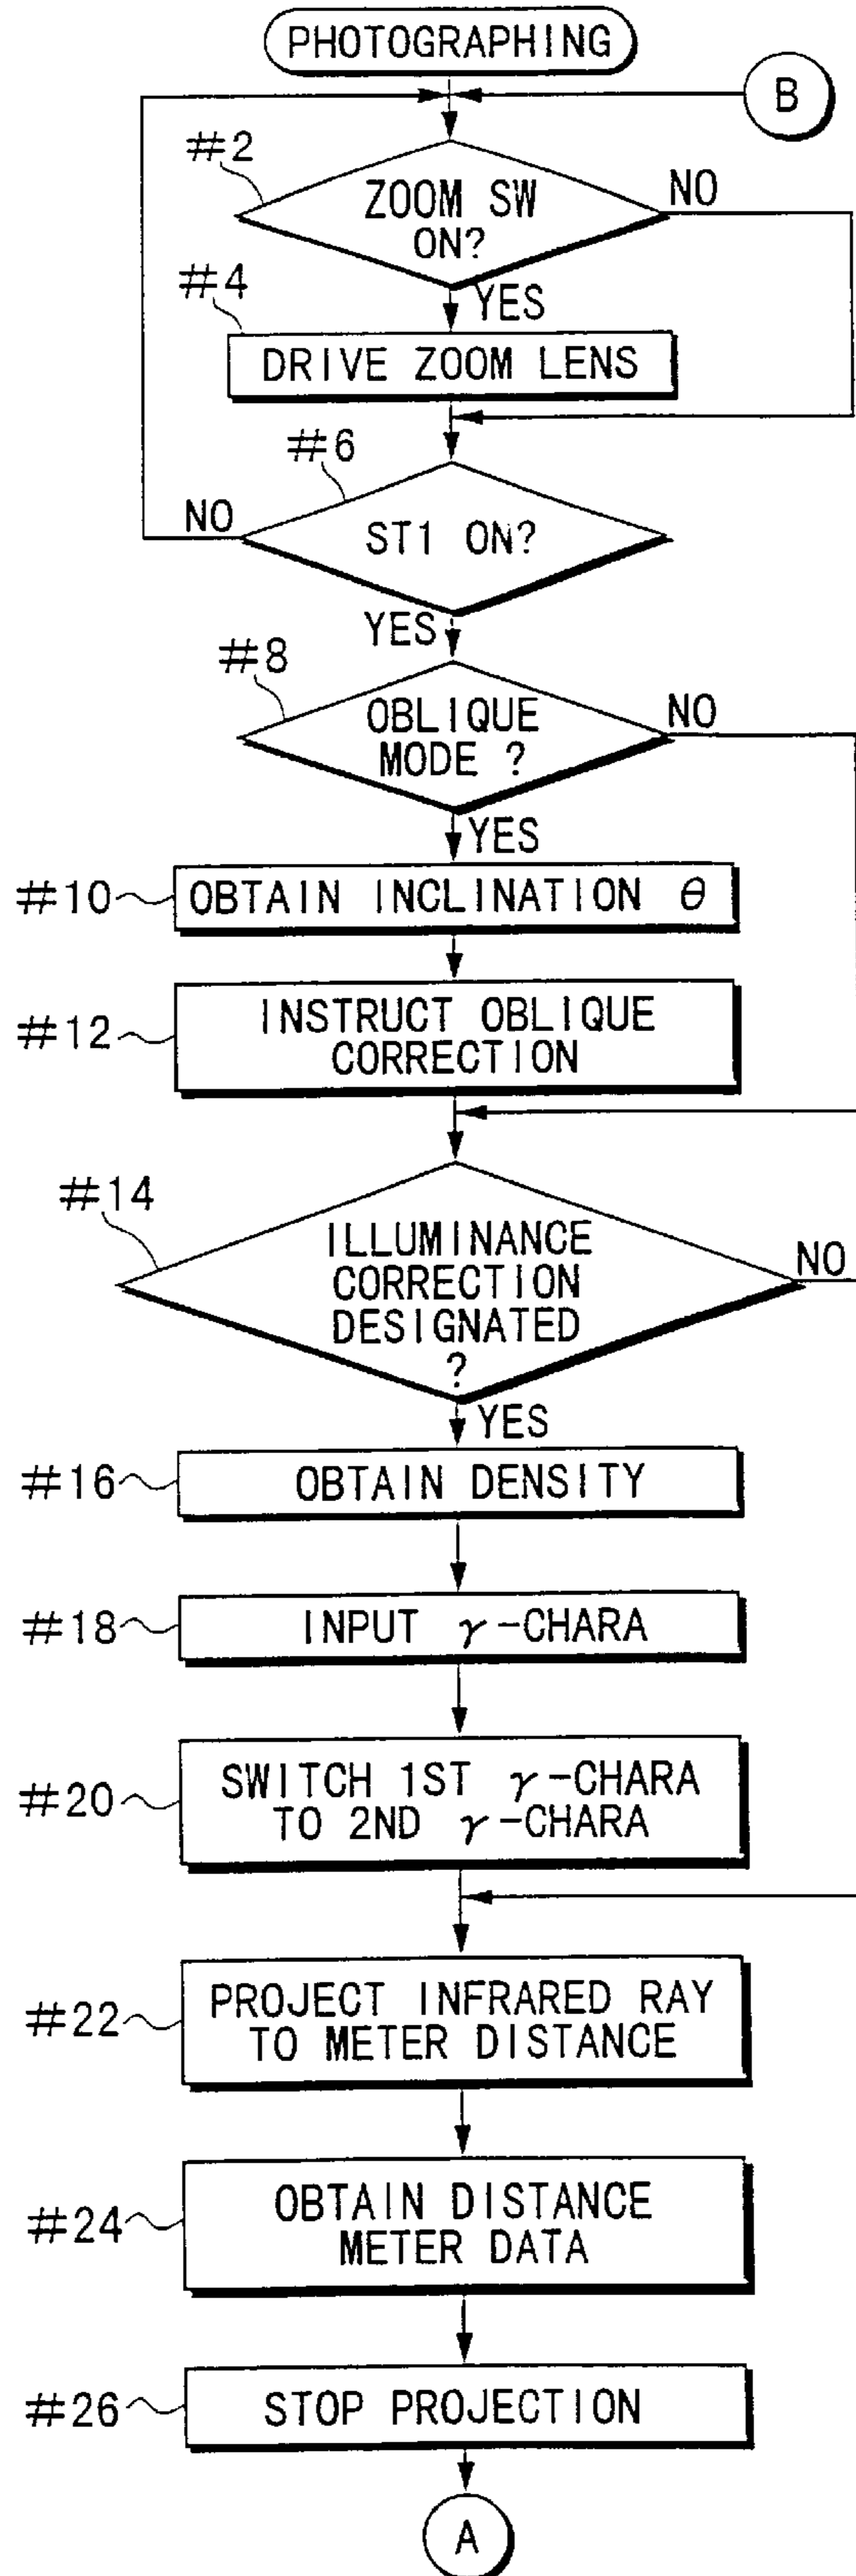 PHOTOGRAPHING
B
#2
ZOOM SW
ON?
NO
YES
#4
DRIVE ZOOM LENS
#6
NO
ST1 ON?
YES
#8
OBLIQUE
MODE ?
NO
YES
#10
OBTAIN INCLINATION θ
#12
INSTRUCT OBLIQUE
CORRECTION
#14
ILLUMINANCE
CORRECTION
DESIGNATED
?
NO
YES
#16
OBTAIN DENSITY
#18
INPUT γ-CHARA
#20
SWITCH 1ST γ-CHARA
TO 2ND γ-CHARA
#22
PROJECT INFRARED RAY
TO METER DISTANCE
#24
OBTAIN DISTANCE
METER DATA
#26
STOP PROJECTION
A